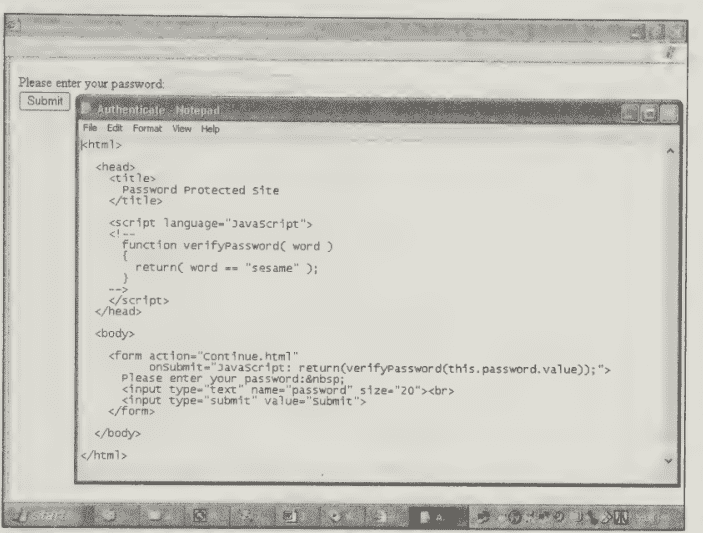 Please enter your password:
Submit
Authenticate - Notepad
File Edit Format View Help
<html>
<head>
<title>
Password Protected Site
</title>
<script language="JavaScript">
<!--
function verifyPassword( word )
{
return( word == "sesame" );
}
-->
</script>
</head>
<body>
<form action="Continue.html"
onSubmit="JavaScript: return(verifyPassword(this.password.value));">
Please enter your password:&nbsp;
<input type="text" name="password" size="20"><br>
<input type="submit" value="Submit">
</form>
</body>
</html>
start
A..